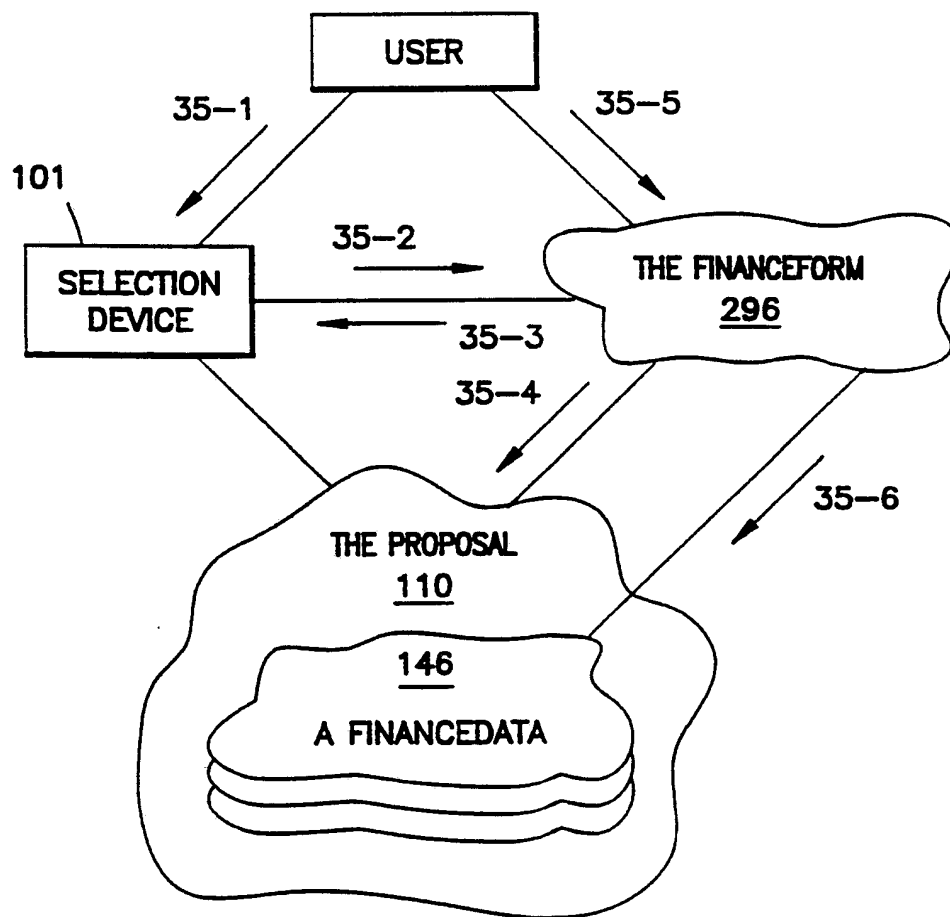 USER
35-1
35-5
101
SELECTION
DEVICE
35-2
THE FINANCEFORM
296
35-3
35-4
35-6
THE PROPOSAL
110
146
A FINANCEDATA